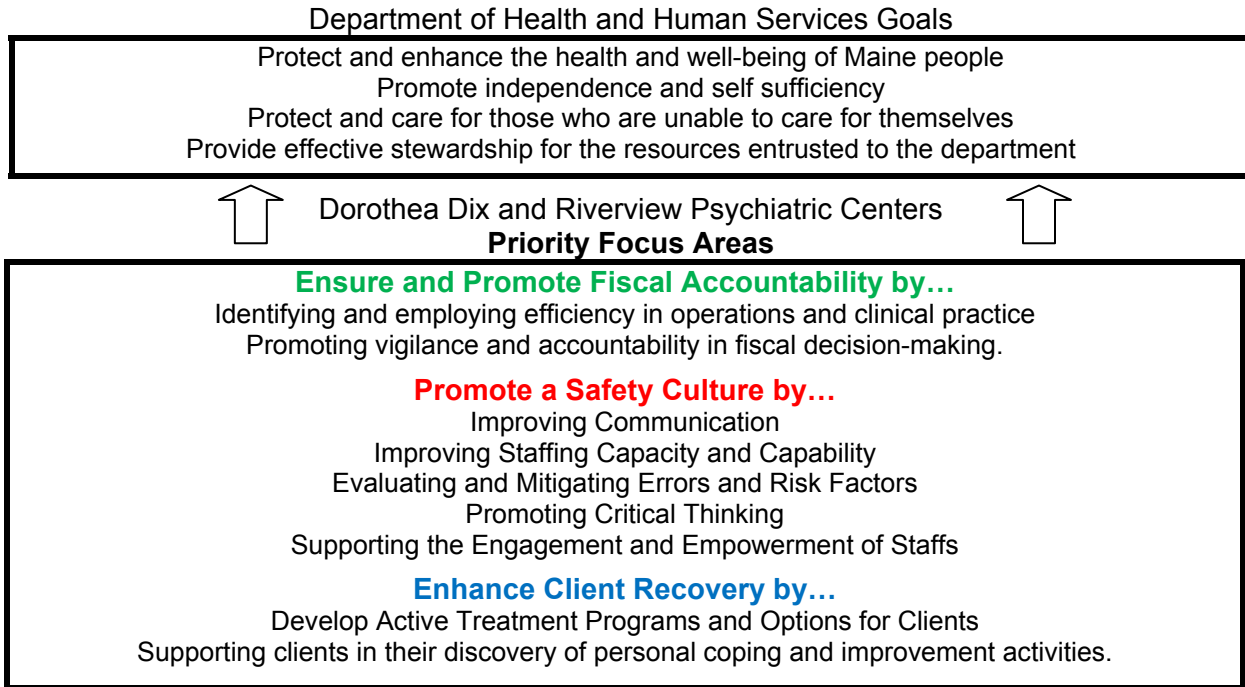 Department of Health and Human Services Goals
Protect and enhance the health and well-being of Maine people
Promote independence and self sufficiency
Protect and care for those who are unable to care for themselves
Provide effective stewardship for the resources entrusted to the department
Dorothea Dix and Riverview Psychiatric Centers
Priority Focus Areas
Ensure and Promote Fiscal Accountability by…
Identifying and employing efficiency in operations and clinical practice
Promoting vigilance and accountability in fiscal decision-making.
Promote a Safety Culture by…
Improving Communication
Improving Staffing Capacity and Capability
Evaluating and Mitigating Errors and Risk Factors
Promoting Critical Thinking
Supporting the Engagement and Empowerment of Staffs
Enhance Client Recovery by…
Develop Active Treatment Programs and Options for Clients
Supporting clients in their discovery of personal coping and improvement activities.